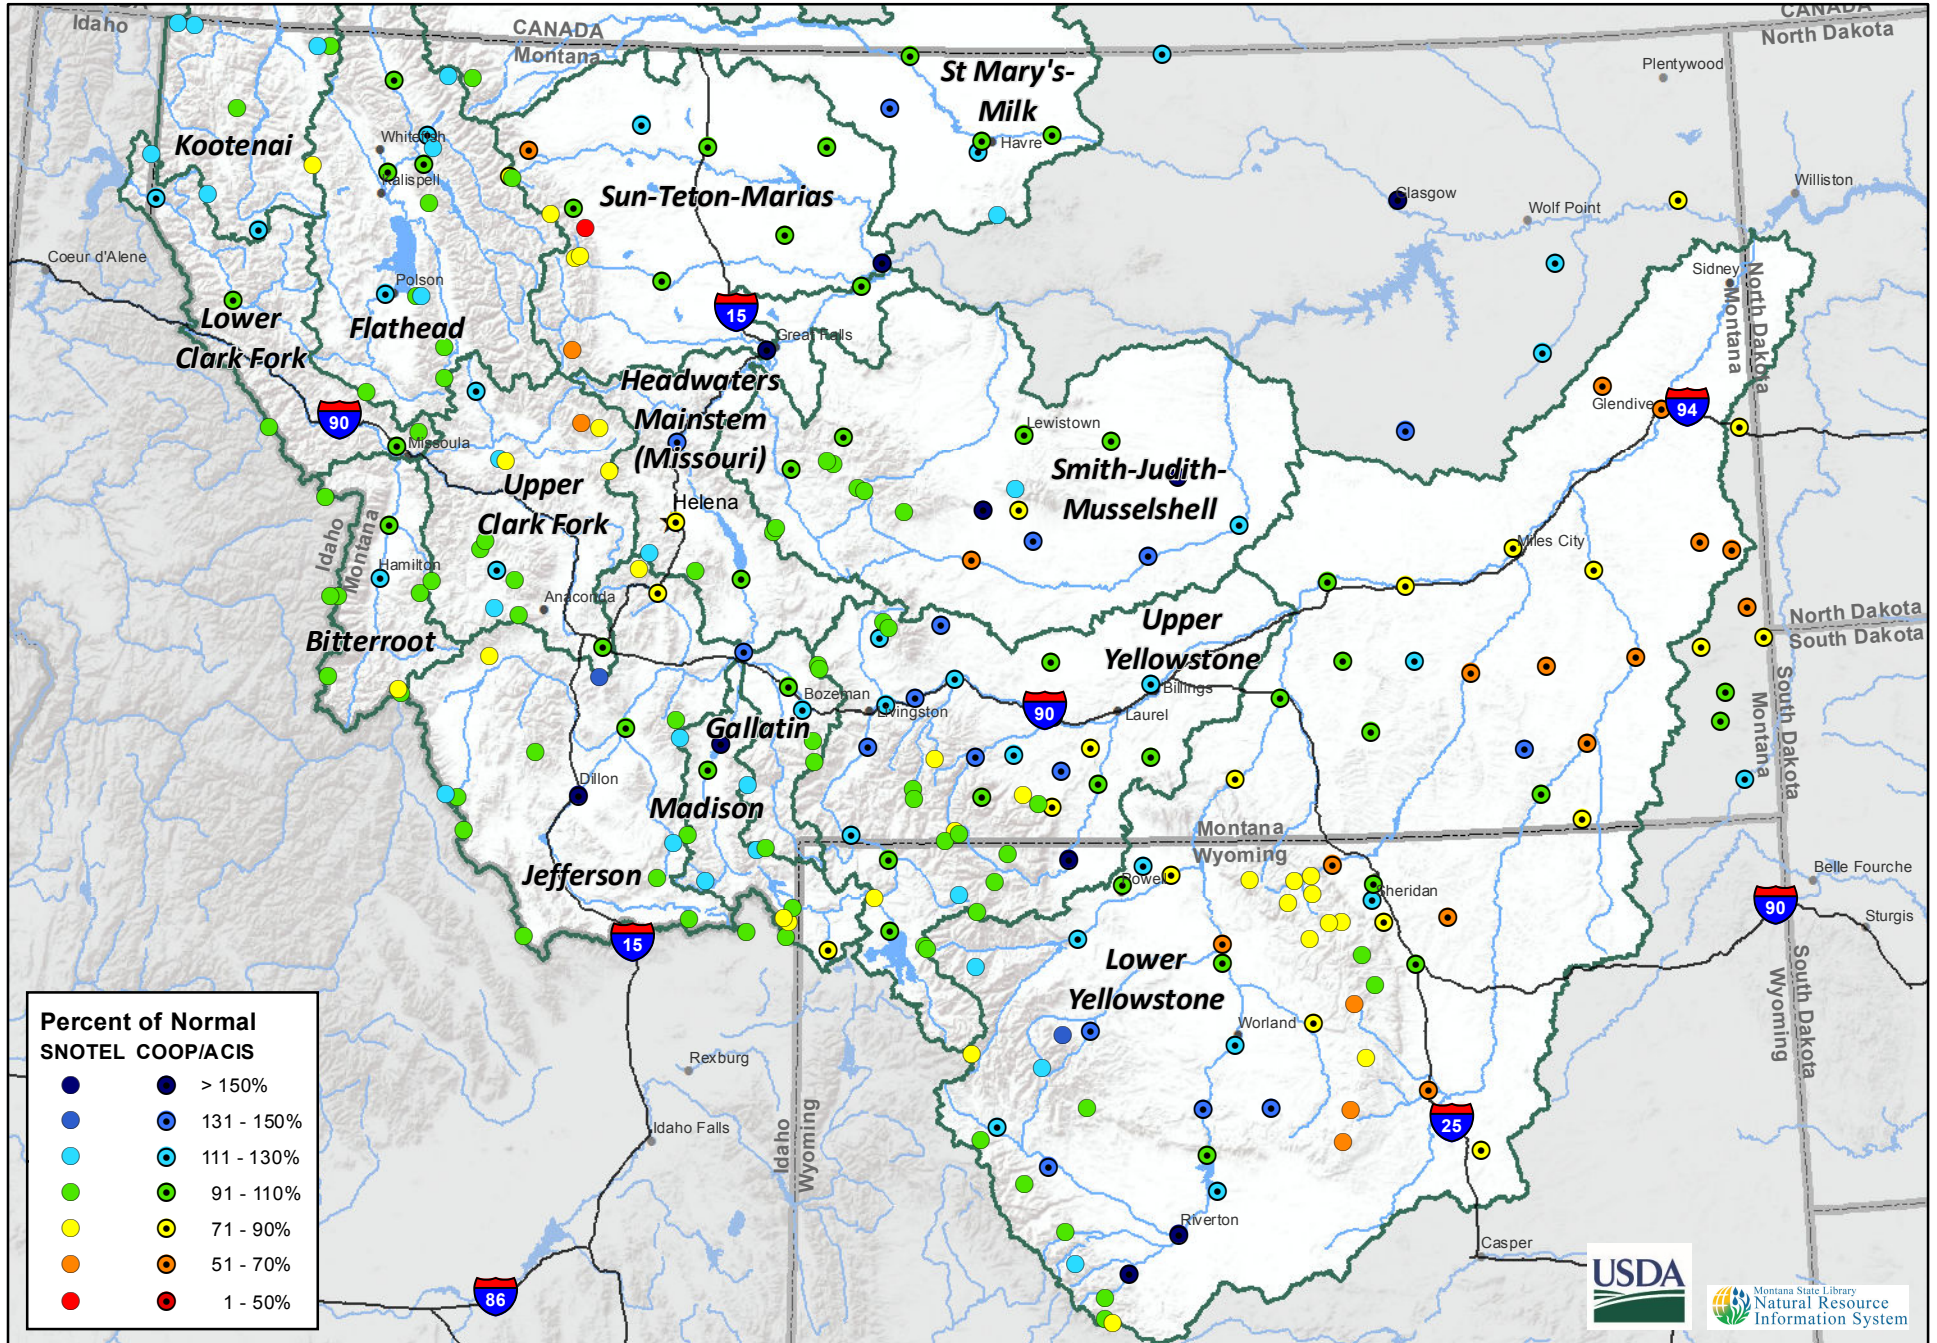 Idaho
CANADA
Montana
CANADA
North Dakota
St Mary's-
Milk
Plentywood
Kootenai
Whitefish
Kalispell
Havre
Sun-Teton-Marias
Glasgow
Wolf Point
Williston
Coeur d'Alene
Polson
Sidney
North Dakota
Montana
Lower
Clark Fork
Flathead
15
Great Falls
Headwaters
Mainstem
(Missouri)
90
Missoula
Lewistown
Glendive
94
Smith-Judith-
Musselshell
Upper
Clark Fork
Helena
Idaho
Montana
Hamilton
Anaconda
Miles City
Bitterroot
Upper
Yellowstone
North Dakota
South Dakota
Bozeman
Livingston
90
Billings
Laurel
Gallatin
South Dakota
Montana
Dillon
Madison
Jefferson
Montana
Wyoming
Powell
Sheridan
Belle Fourche
90
Sturgis
15
Lower
Yellowstone
South Dakota
Wyoming
Worland
Rexburg
Idaho Falls
Idaho
Wyoming
25
Riverton
Casper
86
Percent of Normal
SNOTEL COOP/ACIS
> 150%
131 - 150%
111 - 130%
91 - 110%
71 - 90%
51 - 70%
1 - 50%
USDA
Montana State Library
Natural Resource
Information System